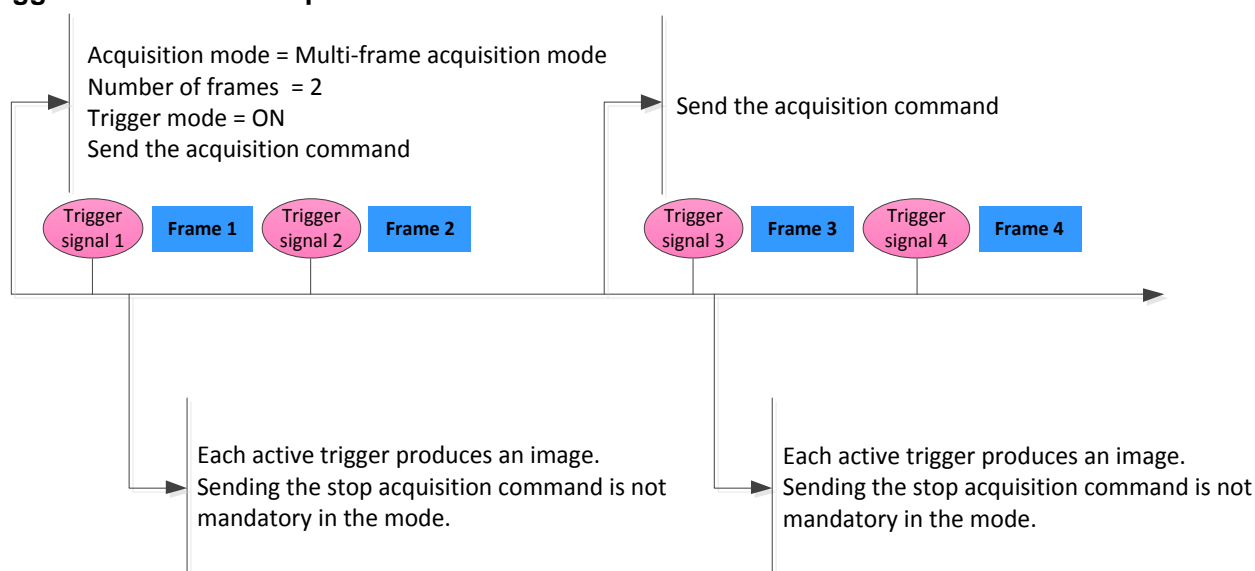 Acquisition mode = Multi-frame acquisition mode
Number of frames  = 2
Trigger mode = ON
Send the acquisition command
Send the acquisition command
Trigger
signal 1
Frame 1
Trigger
signal 2
Frame 2
Trigger
signal 3
Frame 3
Trigger
signal 4
Frame 4
Each active trigger produces an image.
Sending the stop acquisition command is not
mandatory in the mode.
Each active trigger produces an image.
Sending the stop acquisition command is not
mandatory in the mode.